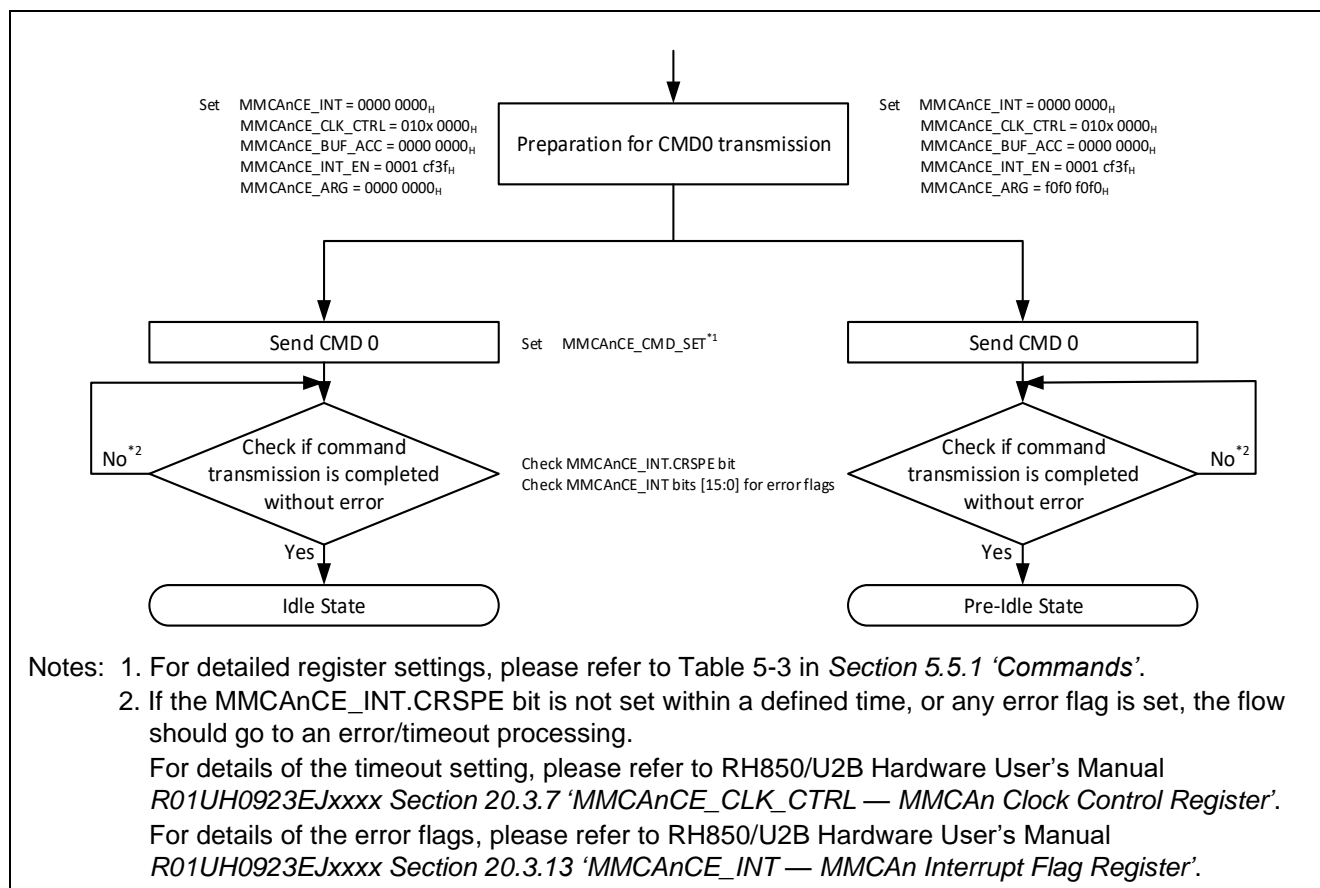 Set MMCAnCE_INT = 0000 0000H
MMCAnCE_CLK_CTRL = 010x 0000H
MMCAnCE_BUF_ACC = 0000 0000H
MMCAnCE_INT_EN = 0001 cf3fH
MMCAnCE_ARG = 0000 0000H
Preparation for CMD0 transmission
Set MMCAnCE_INT = 0000 0000H
MMCAnCE_CLK_CTRL = 010x 0000H
MMCAnCE_BUF_ACC = 0000 0000H
MMCAnCE_INT_EN = 0001 cf3fH
MMCAnCE_ARG = f0f0 f0f0H
Send CMD 0
Set MMCAnCE_CMD_SET*1
Send CMD 0
No*2
Check if command
transmission is completed
without error
Check MMCAnCE_INT.CRSPE bit
Check MMCAnCE_INT bits [15:0] for error flags
Check if command
transmission is completed
without error
No*2
Yes
Yes
Idle State
Pre-Idle State
Notes: 1. For detailed register settings, please refer to Table 5-3 in Section 5.5.1 ‘Commands’.
2. If the MMCAnCE_INT.CRSPE bit is not set within a defined time, or any error flag is set, the flow
should go to an error/timeout processing.
For details of the timeout setting, please refer to RH850/U2B Hardware User’s Manual
R01UH0923EJxxxx Section 20.3.7 ‘MMCAnCE_CLK_CTRL — MMCAn Clock Control Register’.
For details of the error flags, please refer to RH850/U2B Hardware User’s Manual
R01UH0923EJxxxx Section 20.3.13 ‘MMCAnCE_INT — MMCAn Interrupt Flag Register’.